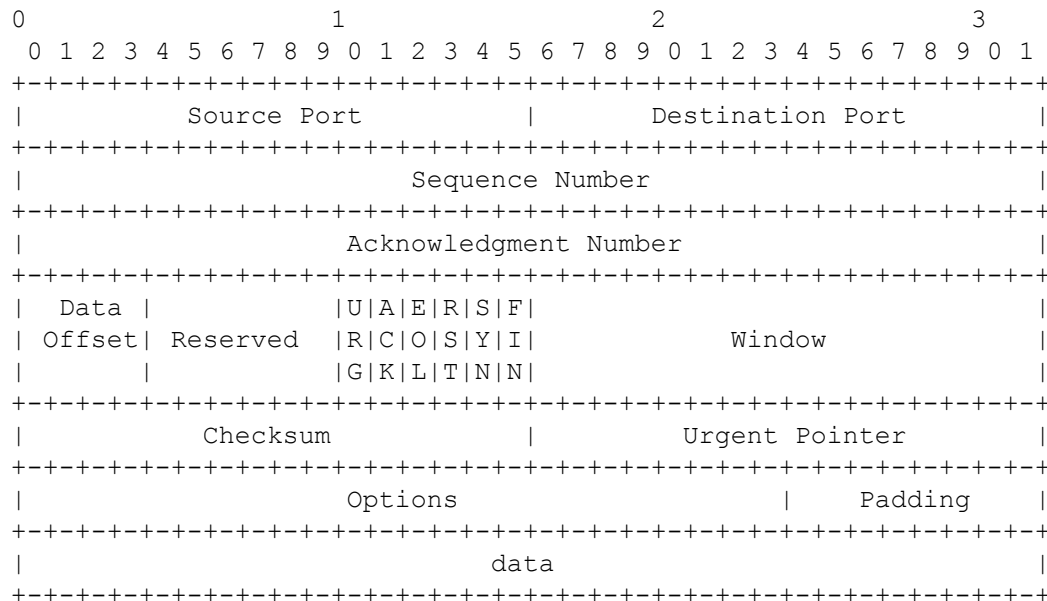 0                   1                   2                   3
 0 1 2 3 4 5 6 7 8 9 0 1 2 3 4 5 6 7 8 9 0 1 2 3 4 5 6 7 8 9 0 1
+-+-+-+-+-+-+-+-+-+-+-+-+-+-+-+-+-+-+-+-+-+-+-+-+-+-+-+-+-+-+-+-+
|          Source Port          |       Destination Port        |
+-+-+-+-+-+-+-+-+-+-+-+-+-+-+-+-+-+-+-+-+-+-+-+-+-+-+-+-+-+-+-+-+
|                        Sequence Number                        |
+-+-+-+-+-+-+-+-+-+-+-+-+-+-+-+-+-+-+-+-+-+-+-+-+-+-+-+-+-+-+-+-+
|                    Acknowledgment Number                      |
+-+-+-+-+-+-+-+-+-+-+-+-+-+-+-+-+-+-+-+-+-+-+-+-+-+-+-+-+-+-+-+-+
|  Data |           |U|A|E|R|S|F|                               |
| Offset| Reserved  |R|C|O|S|Y|I|            Window             |
|       |           |G|K|L|T|N|N|                               |
+-+-+-+-+-+-+-+-+-+-+-+-+-+-+-+-+-+-+-+-+-+-+-+-+-+-+-+-+-+-+-+-+
|           Checksum            |         Urgent Pointer        |
+-+-+-+-+-+-+-+-+-+-+-+-+-+-+-+-+-+-+-+-+-+-+-+-+-+-+-+-+-+-+-+-+
|                    Options                    |    Padding    |
+-+-+-+-+-+-+-+-+-+-+-+-+-+-+-+-+-+-+-+-+-+-+-+-+-+-+-+-+-+-+-+-+
|                             data                              |
+-+-+-+-+-+-+-+-+-+-+-+-+-+-+-+-+-+-+-+-+-+-+-+-+-+-+-+-+-+-+-+-+